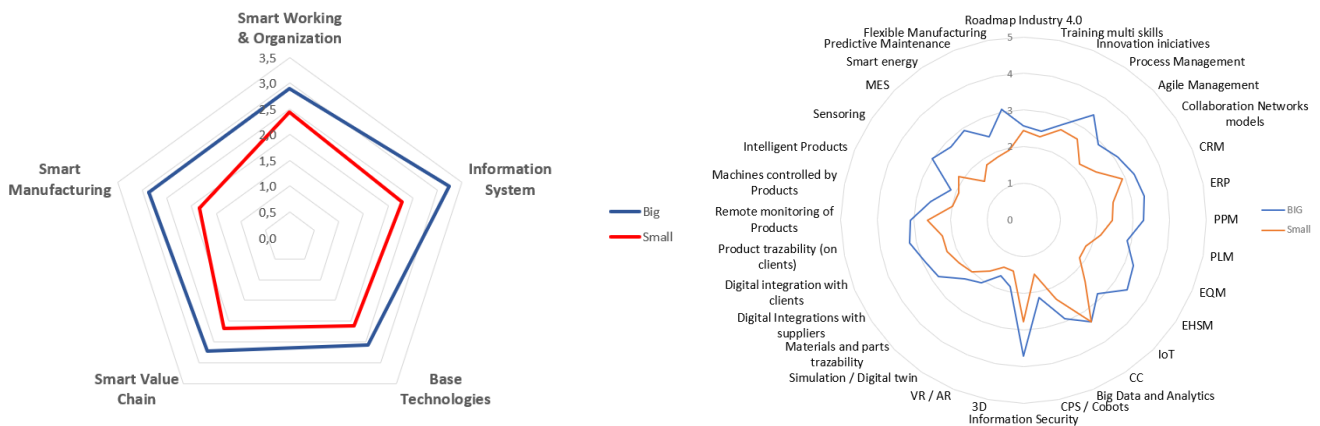 Smart Working
& Organization
3,5
3,0
2,5
2,0
1,5
1,0
0,5
0,0
Information
System
Base
Technologies
Smart Value
Chain
Smart
Manufacturing
Big
Small
Roadmap Industry 4.0
Training multi skills
Innovation iniciatives
Process Management
Agile Management
Collaboration Networks
models
CRM
ERP
PPM
PLM
EQM
EHSM
IoT
CC
Big Data and Analytics
CPS / Cobots
Information Security
3D
VR / AR
Simulation / Digital twin
Materials and parts
trazability
Digital Integrations with
suppliers
Digital integration with
clients
Product trazability (on
clients)
Remote monitoring of
Products
Machines controlled by
Products
Intelligent Products
Sensoring
MES
Smart energy
Predictive Maintenance
Flexible Manufacturing
5
4
3
2
1
0
BIG
Small